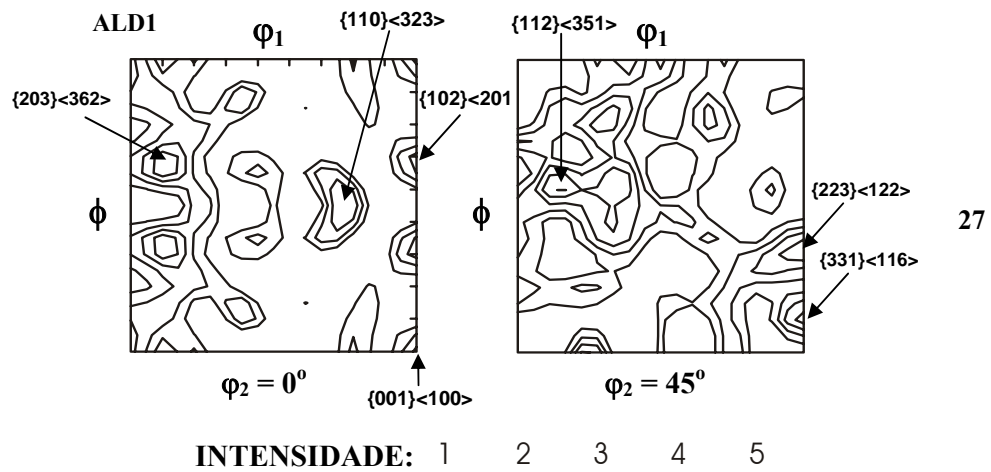 ALD1
φ1
{110}<323>
{112}<351>
φ1
{203}<362>
{102}<201
ϕ
ϕ
{223}<122>
27
{331}<116>
φ2 = 0º
φ2 = 45º
{001}<100>
INTENSIDADE: 1 2 3 4 5